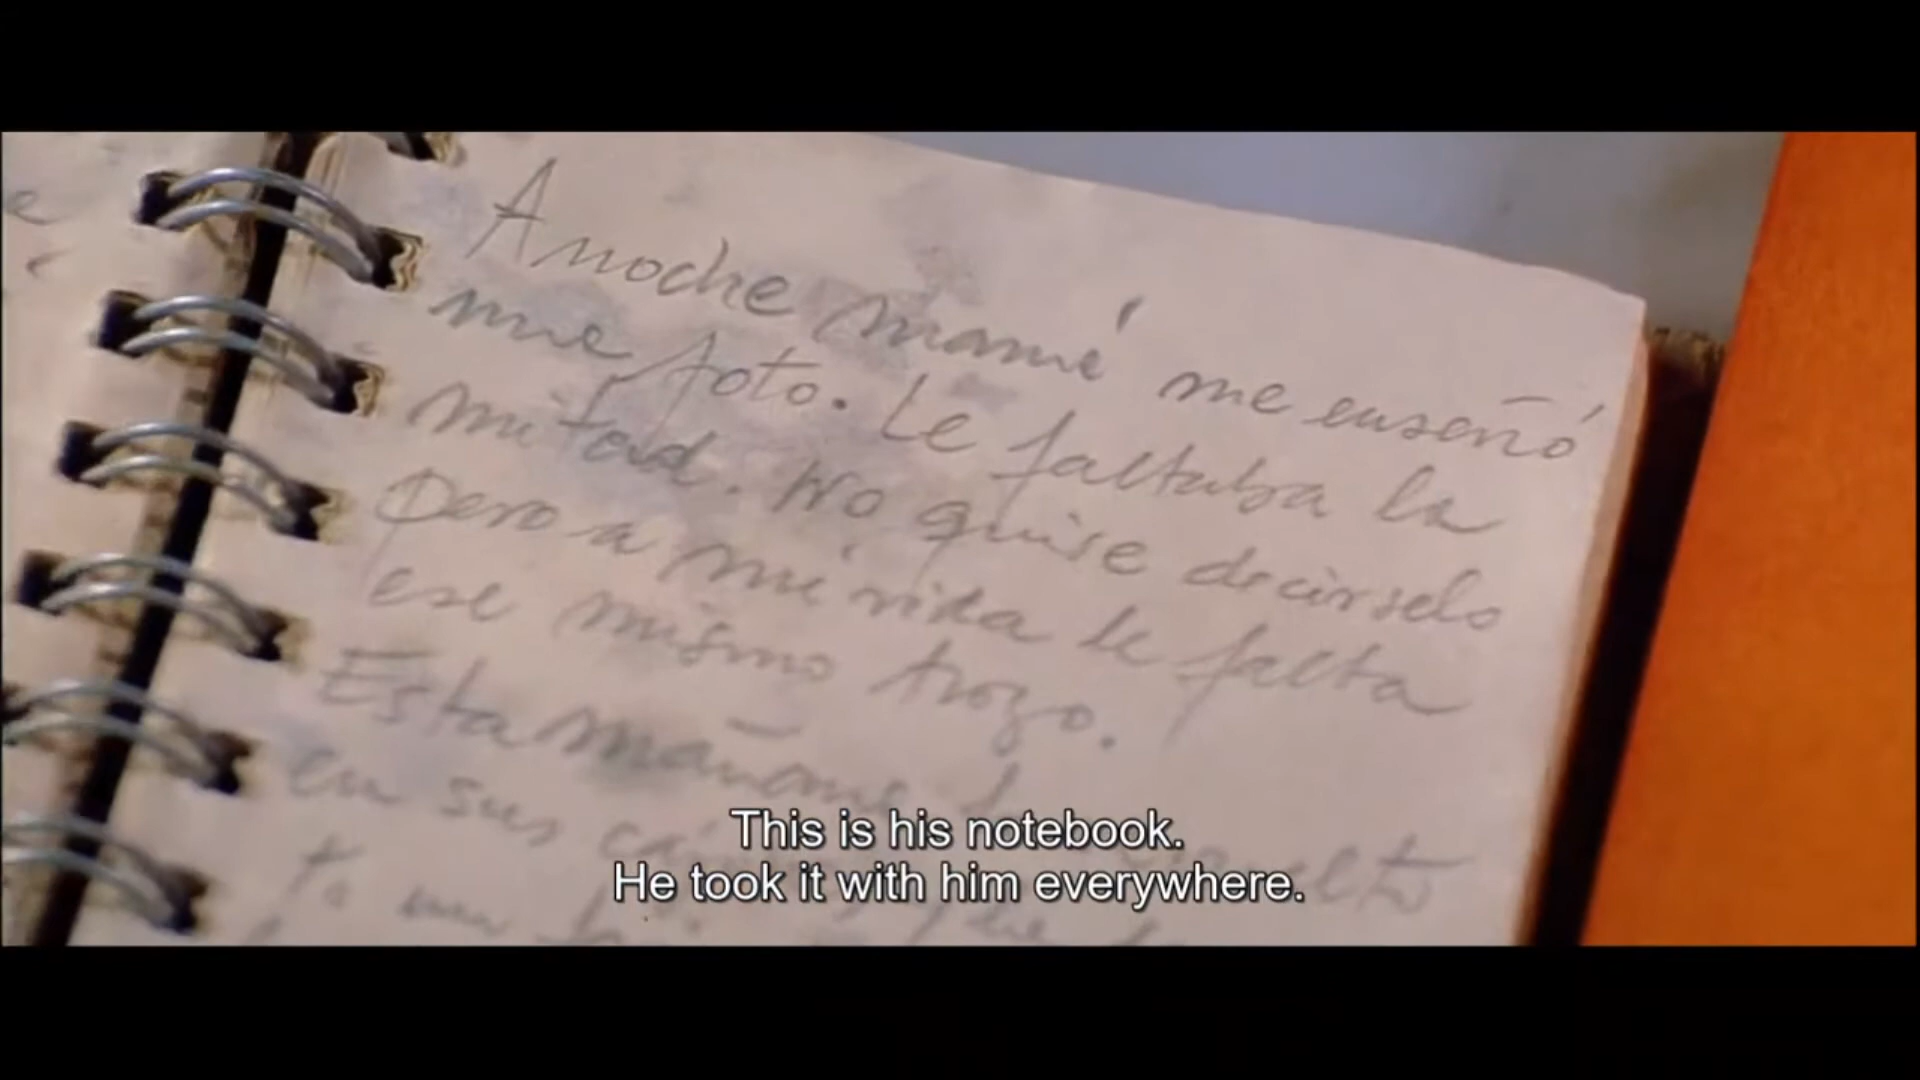 Anoche mamá me enseñó
una foto. Le faltaba la
mitad. No quise decírselo
Pero a mi vida le falta
ese mismo trozo.
Esta mañana
en sus
This is his notebook.
He took it with him everywhere.